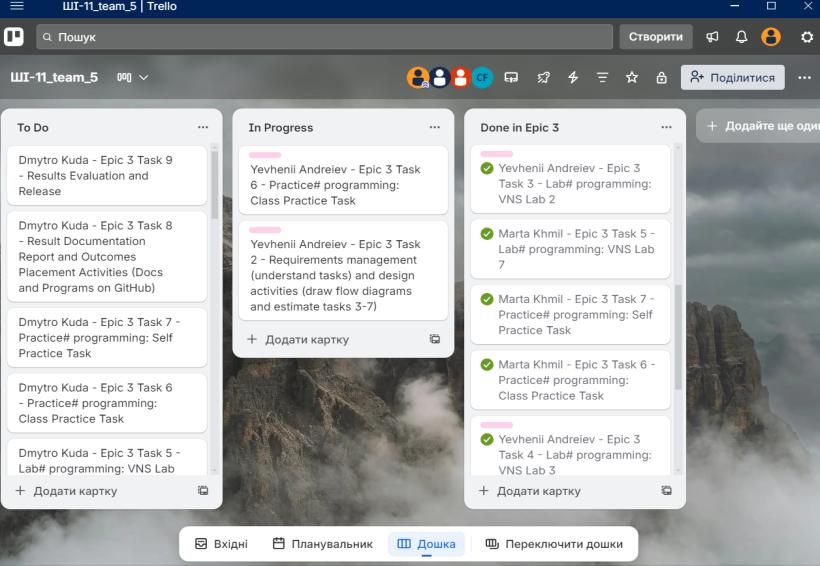 ШІ-11_team_5 | Trello
Пошук
Створити
ШІ-11_team_5
CF
Поділитися
To Do
Dmytro Kuda - Epic 3 Task 9
- Results Evaluation and
Release
Dmytro Kuda - Epic 3 Task 8
- Result Documentation
Report and Outcomes
Placement Activities (Docs
and Programs on GitHub)
Dmytro Kuda - Epic 3 Task 7 -
Practice# programming: Self
Practice Task
Dmytro Kuda - Epic 3 Task 6
- Practice# programming:
Class Practice Task
Dmytro Kuda - Epic 3 Task 5 -
Lab# programming: VNS Lab
Додати картку
In Progress
Yevhenii Andreiev - Epic 3 Task
6 - Practice# programming:
Class Practice Task
Yevhenii Andreiev - Epic 3 Task
2 - Requirements management
(understand tasks) and design
activities (draw flow diagrams
and estimate tasks 3-7)
Додати картку
Done in Epic 3
Yevhenii Andreiev - Epic 3
Task 3 - Lab# programming:
VNS Lab 2
Marta Khmil - Epic 3 Task 5 -
Lab# programming: VNS Lab
7
Marta Khmil - Epic 3 Task 7 -
Practice# programming: Self
Practice Task
Marta Khmil - Epic 3 Task 6 -
Practice# programming:
Class Practice Task
Yevhenii Andreiev - Epic 3
Task 4 - Lab# programming:
VNS Lab 3
Додати картку
Додайте ще оди
Вхідні
Планувальник
Дошка
Переключити дошки